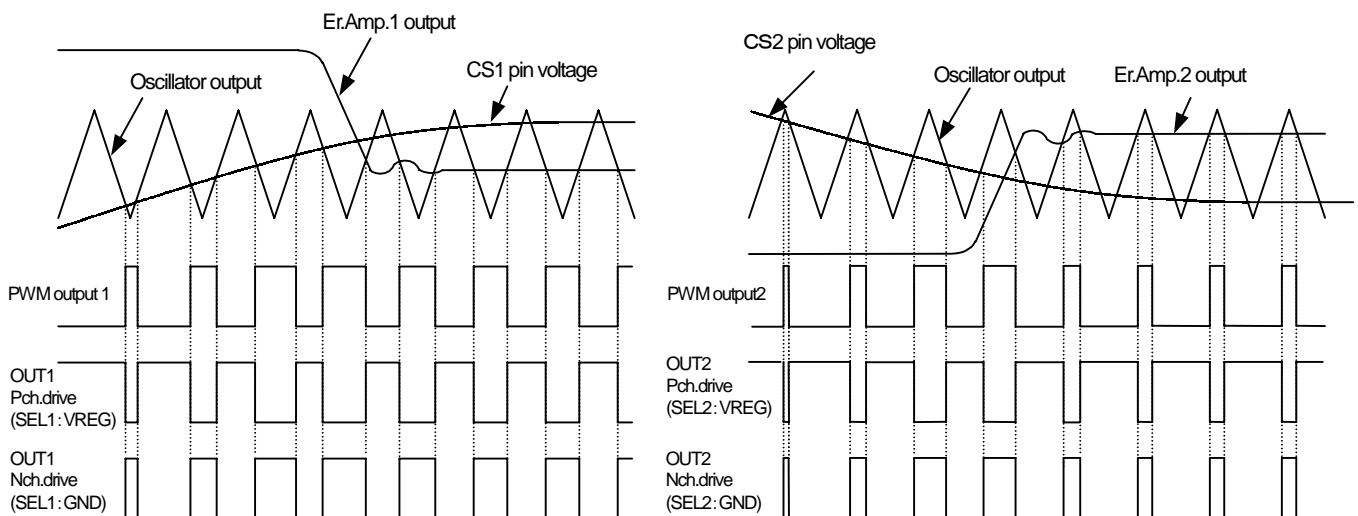 Er.Amp.1 output
Oscillator output
CS1 pin voltage
PWM output 1
OUT1
Pch.drive
(SEL1: VREG)
OUT1
Nch.drive
(SEL1: GND)
CS2 pin voltage
Oscillator output
Er.Amp.2 output
PWM output2
OUT2
Pch.drive
(SEL2: VREG)
OUT2
Nch.drive
(SEL2: GND)